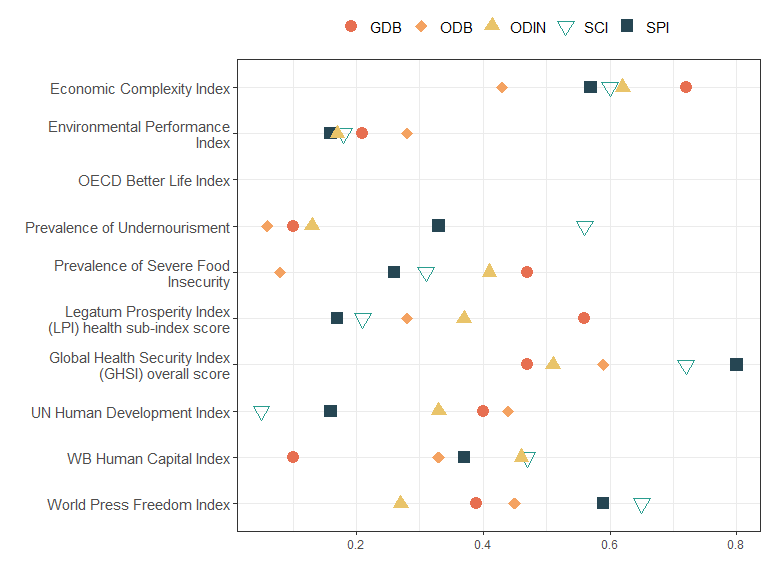 GDB ODB ODIN SCI SPI
Economic Complexity Index
Environmental Performance
Index
OECD Better Life Index
Prevalence of Undernourisment
Prevalence of Severe Food
Insecurity
Legatum Prosperity Index
(LPI) health sub-index score
Global Health Security Index
(GHSI) overall score
UN Human Development Index
WB Human Capital Index
World Press Freedom Index
0.2 0.4 0.6 0.8